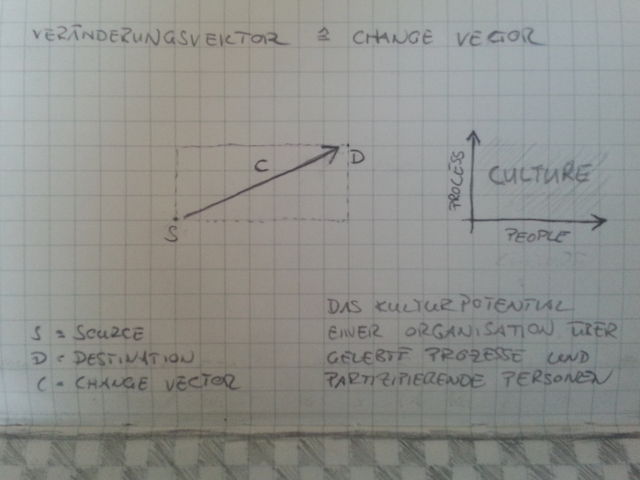 VERÄNDERUNGSVEKTOR ≙ CHANGE VECTOR
C
D
S
PROCESS
CULTURE
PEOPLE
S = SOURCE
D = DESTINATION
C = CHANGE VECTOR
DAS KULTURPOTENTIAL
EINER ORGANISATION ÜBER
GELEBTE PROZESSE UND
PARTIZIPIERENDE PERSONEN